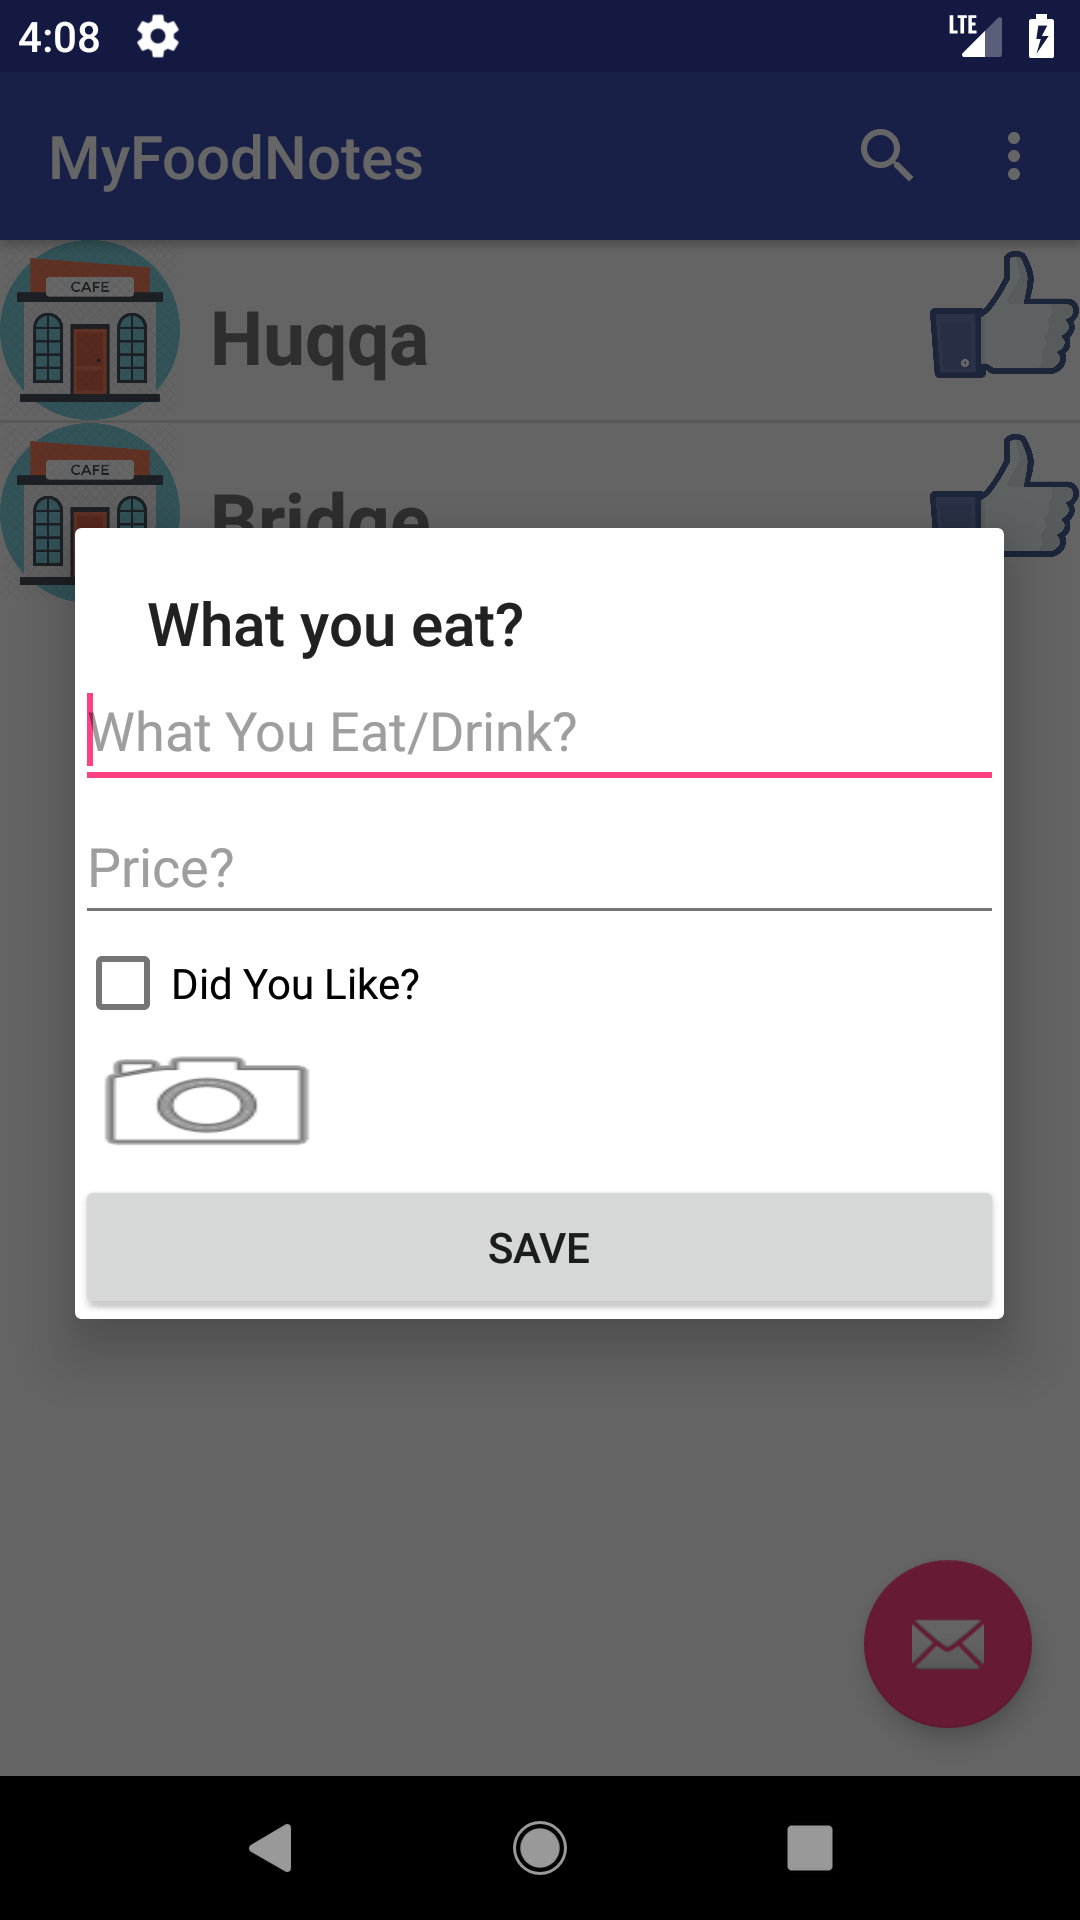 4:08 LTE
MyFoodNotes
CAFE
Huqqa
CAFE
Bridge
What you eat?
What You Eat/Drink?
Price?
Did You Like?
SAVE